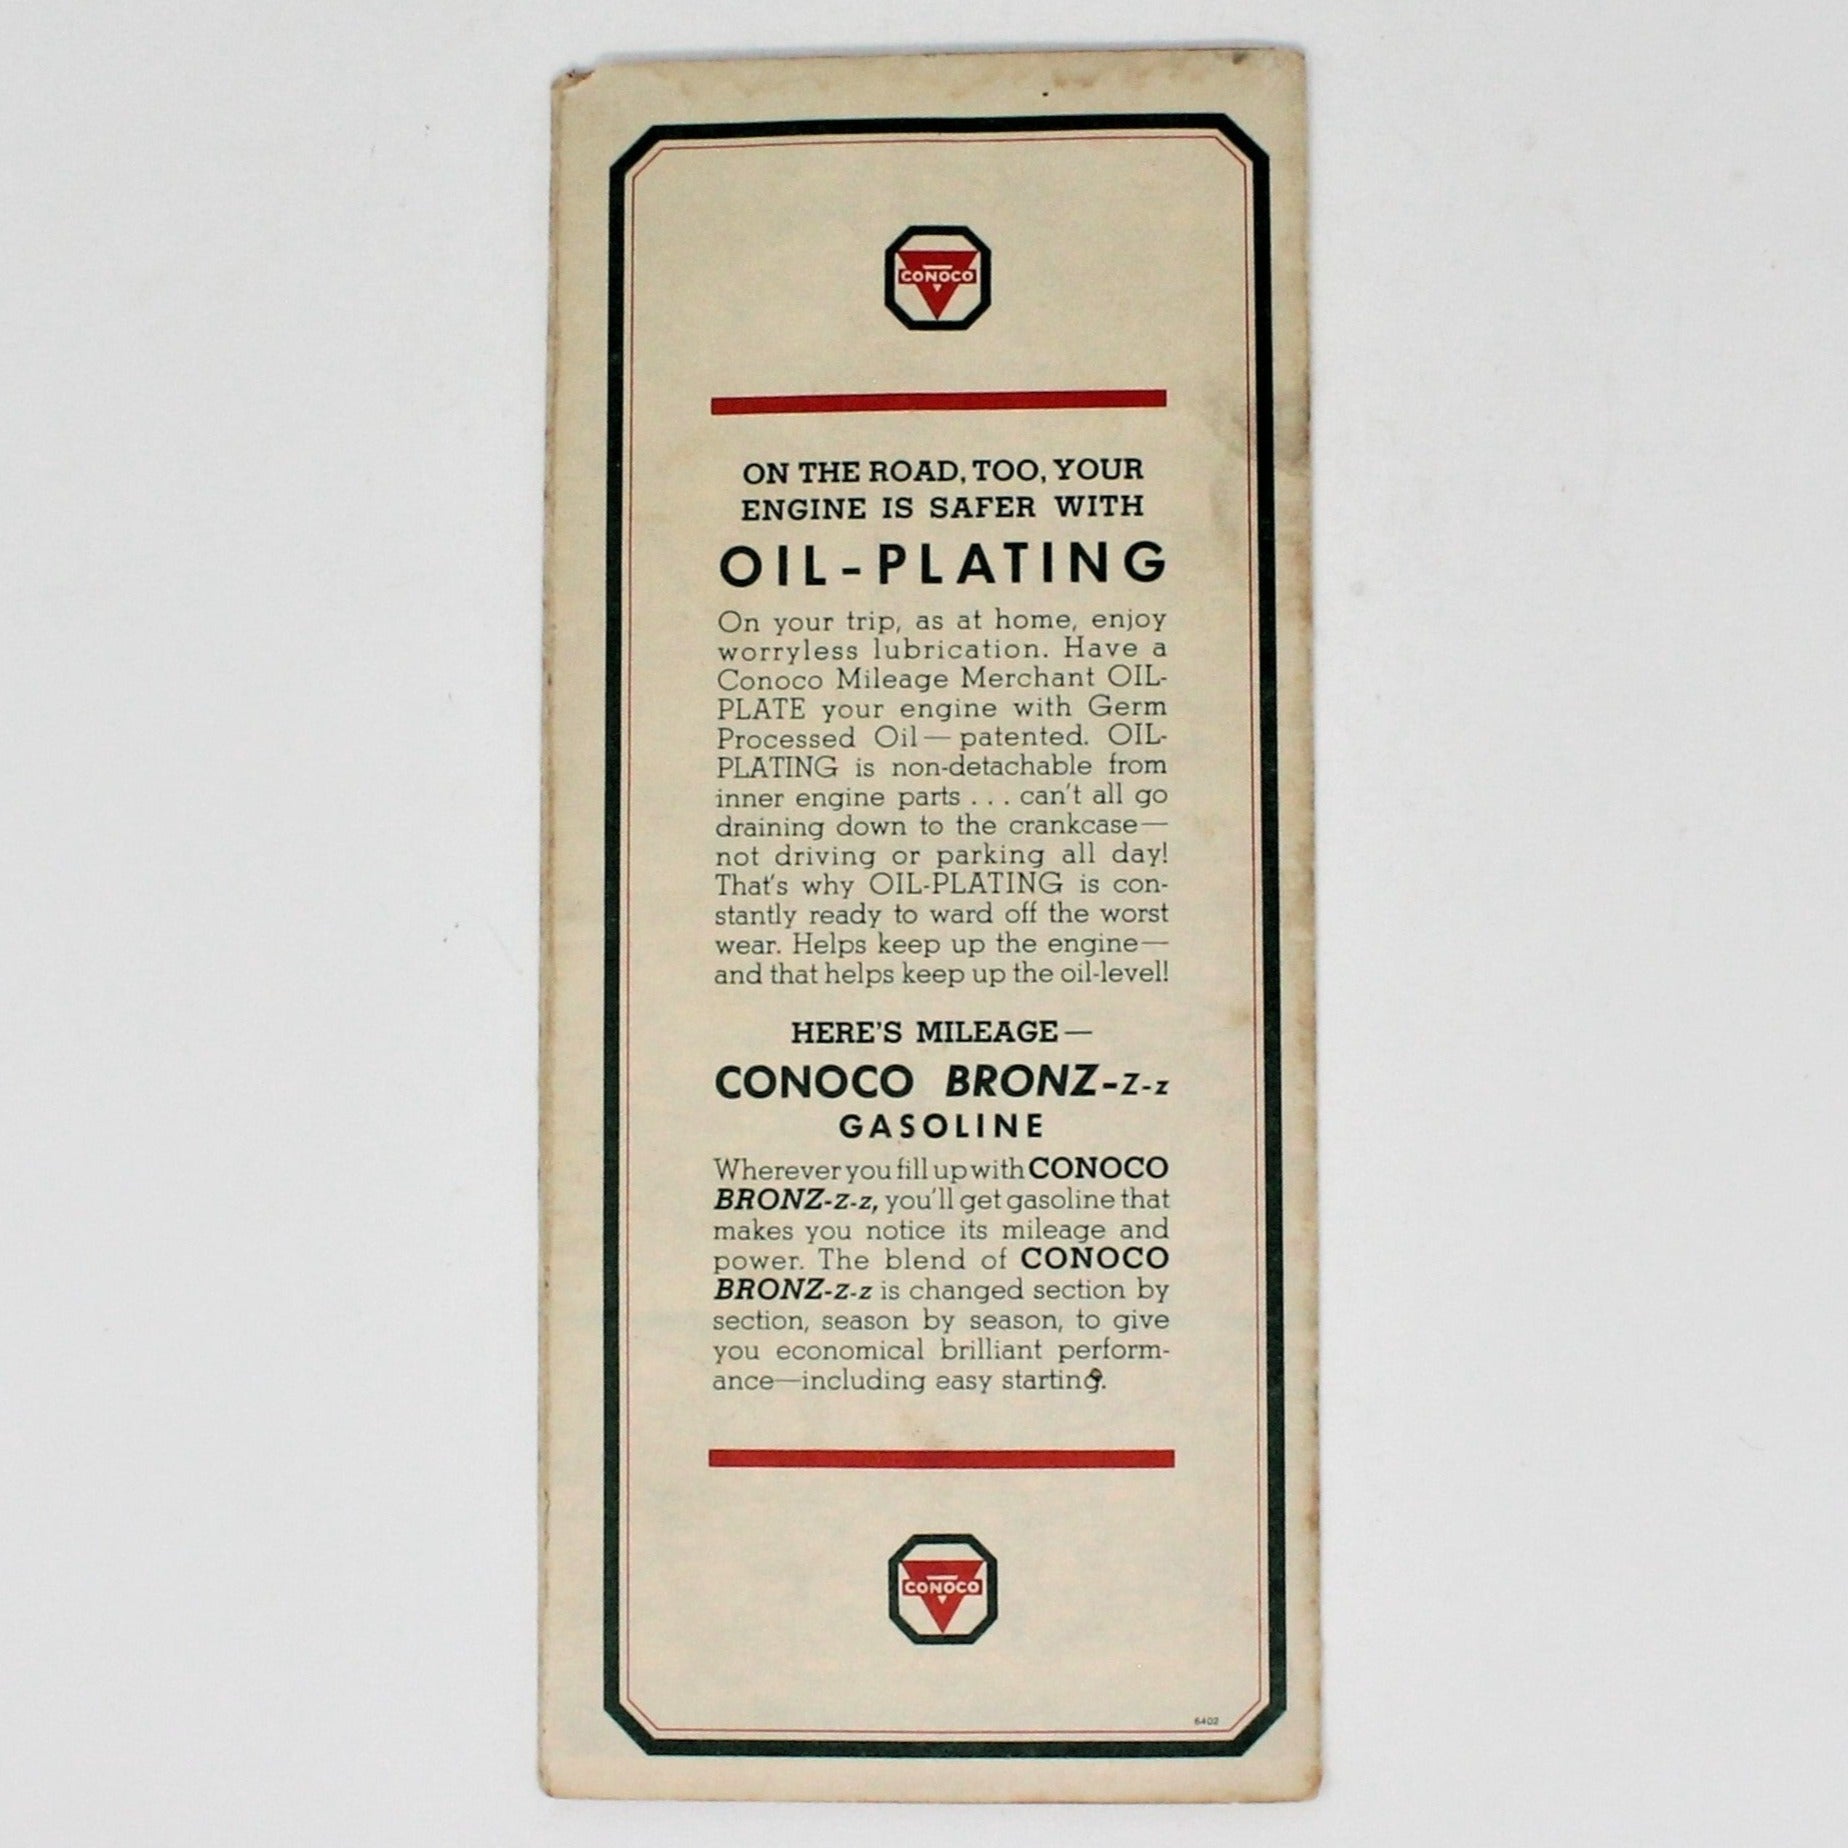 CONOCO
ON THE ROAD, TOO, YOUR
ENGINE IS SAFER WITH
OIL-PLATING
On your trip, as at home, enjoy
worryless lubrication. Have a
Conoco Mileage Merchant OIL-
PLATE your engine with Germ
Processed Oil—patented. OIL-
PLATING is non-detachable from
inner engine parts . . . can't all go
draining down to the crankcase—
not driving or parking all day!
That's why OIL-PLATING is con-
stantly ready to ward off the worst
wear. Helps keep up the engine—
and that helps keep up the oil-level!
HERE'S MILEAGE—
CONOCO BRONZ-z-z
GASOLINE
Wherever you fill up with CONOCO
BRONZ-z-z, you'll get gasoline that
makes you notice its mileage and
power. The blend of CONOCO
BRONZ-z-z is changed section by
section, season by season, to give
you economical brilliant perform-
ance—including easy starting.
CONOCO
6402